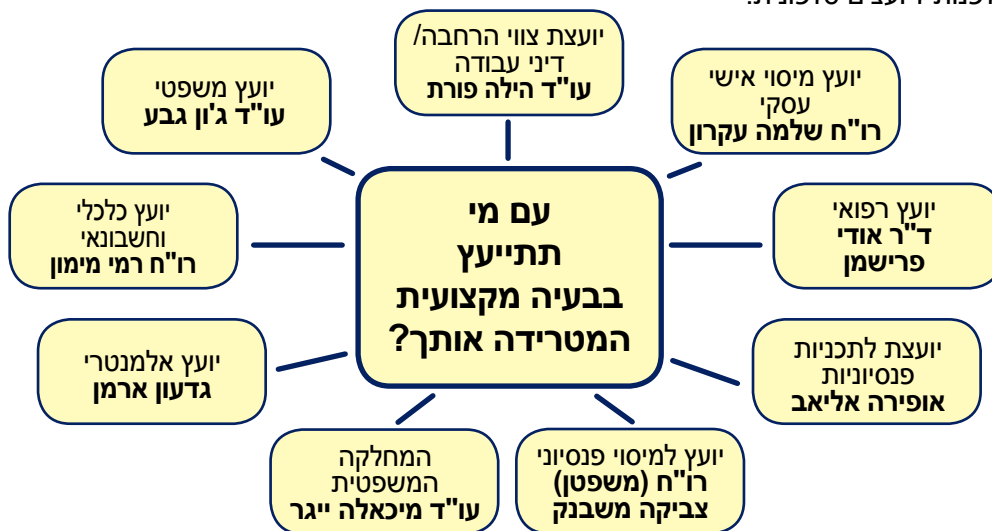 יועצת צווי הרחבה/
דיני עבודה
עו"ד הילה פורת
יועץ מיסוי אישי
עסקי
רו"ח שלמה עקרון
יועץ רפואי
ד"ר אודי
פרישמן
יועצת לתכניות
פנסיוניות
אופירה אליאב
יועץ למיסוי פנסיוני
רו"ח (משפטן)
צביקה משבנק
המחלקה
המשפטית
עו"ד מיכאלה ייגר
יועץ אלמנטרי
גדעון ארמן
יועץ כלכלי
וחשבונאי
רו"ח רמי מימון
יועץ משפטי
עו"ד ג'ון גבע
עם מי
תתייעץ
בבעיה מקצועית
המטרידה אותך?